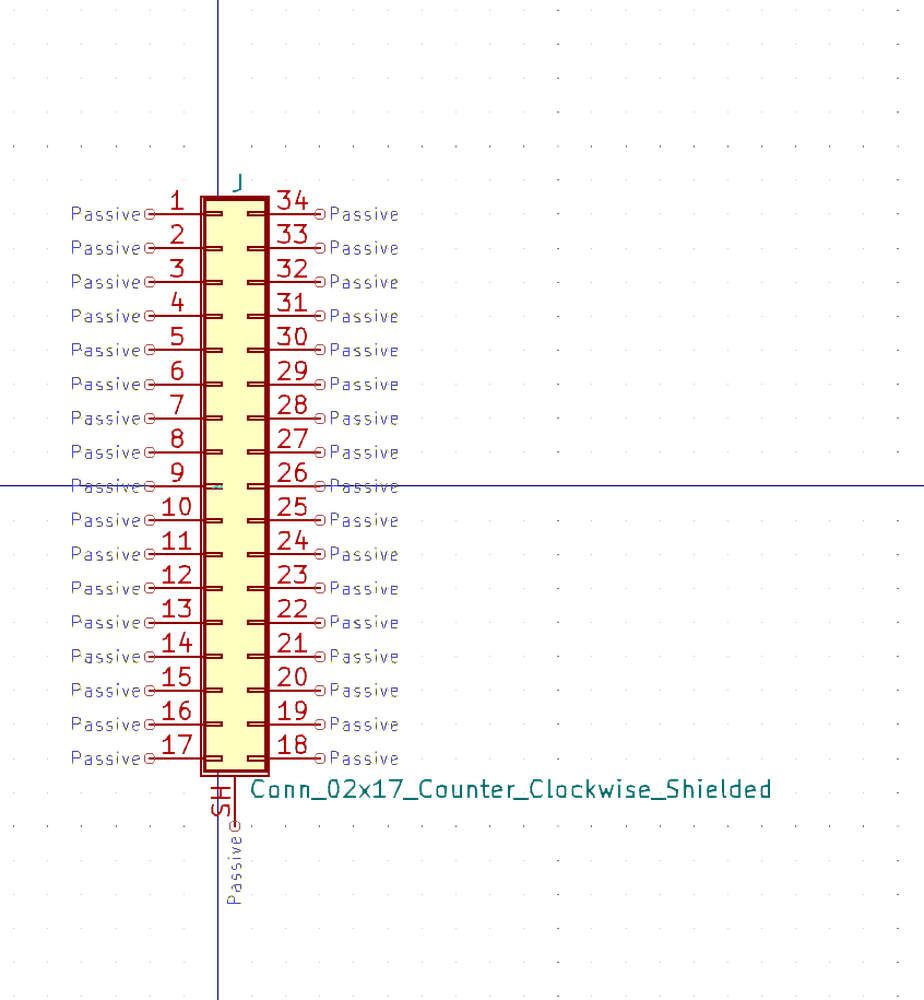 J
Passive 1 34 Passive
Passive 2 33 Passive
Passive 3 32 Passive
Passive 4 31 Passive
Passive 5 30 Passive
Passive 6 29 Passive
Passive 7 28 Passive
Passive 8 27 Passive
Passive 9 26 Passive
Passive 10 25 Passive
Passive 11 24 Passive
Passive 12 23 Passive
Passive 13 22 Passive
Passive 14 21 Passive
Passive 15 20 Passive
Passive 16 19 Passive
Passive 17 18 Passive
Conn_02x17_Counter_Clockwise_Shielded
SH
Passive